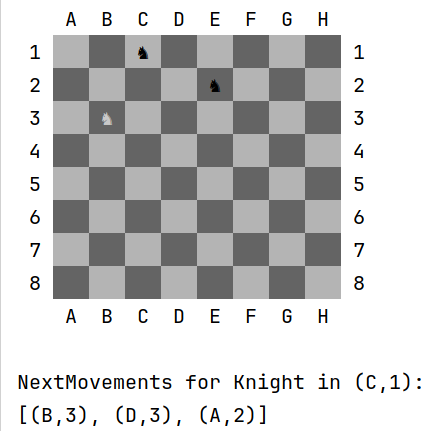 A B C D E F G H
1 ♞ 1
2 ♞ 2
3 ♞ 3
4 4
5 5
6 6
7 7
8 8
A B C D E F G H
NextMovements for Knight in (C,1):
[(B,3), (D,3), (A,2)]